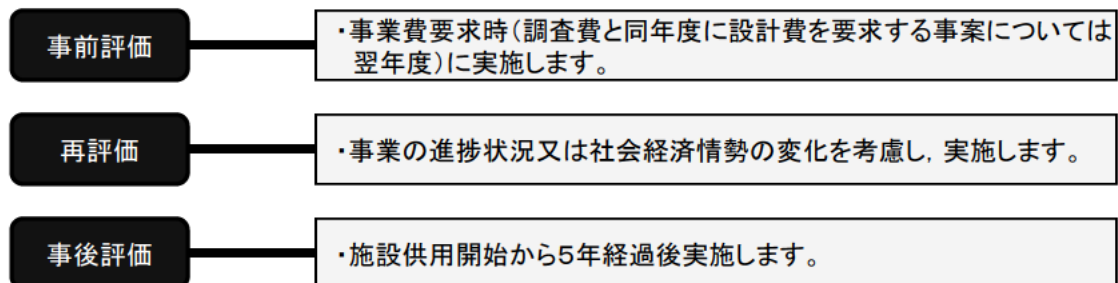 事前評価
・事業費要求時(調査費と同年度に設計費を要求する事案については
翌年度)に実施します。
再評価
・事業の進捗状況又は社会経済情勢の変化を考慮し，実施します。
事後評価
・施設供用開始から５年経過後実施します。